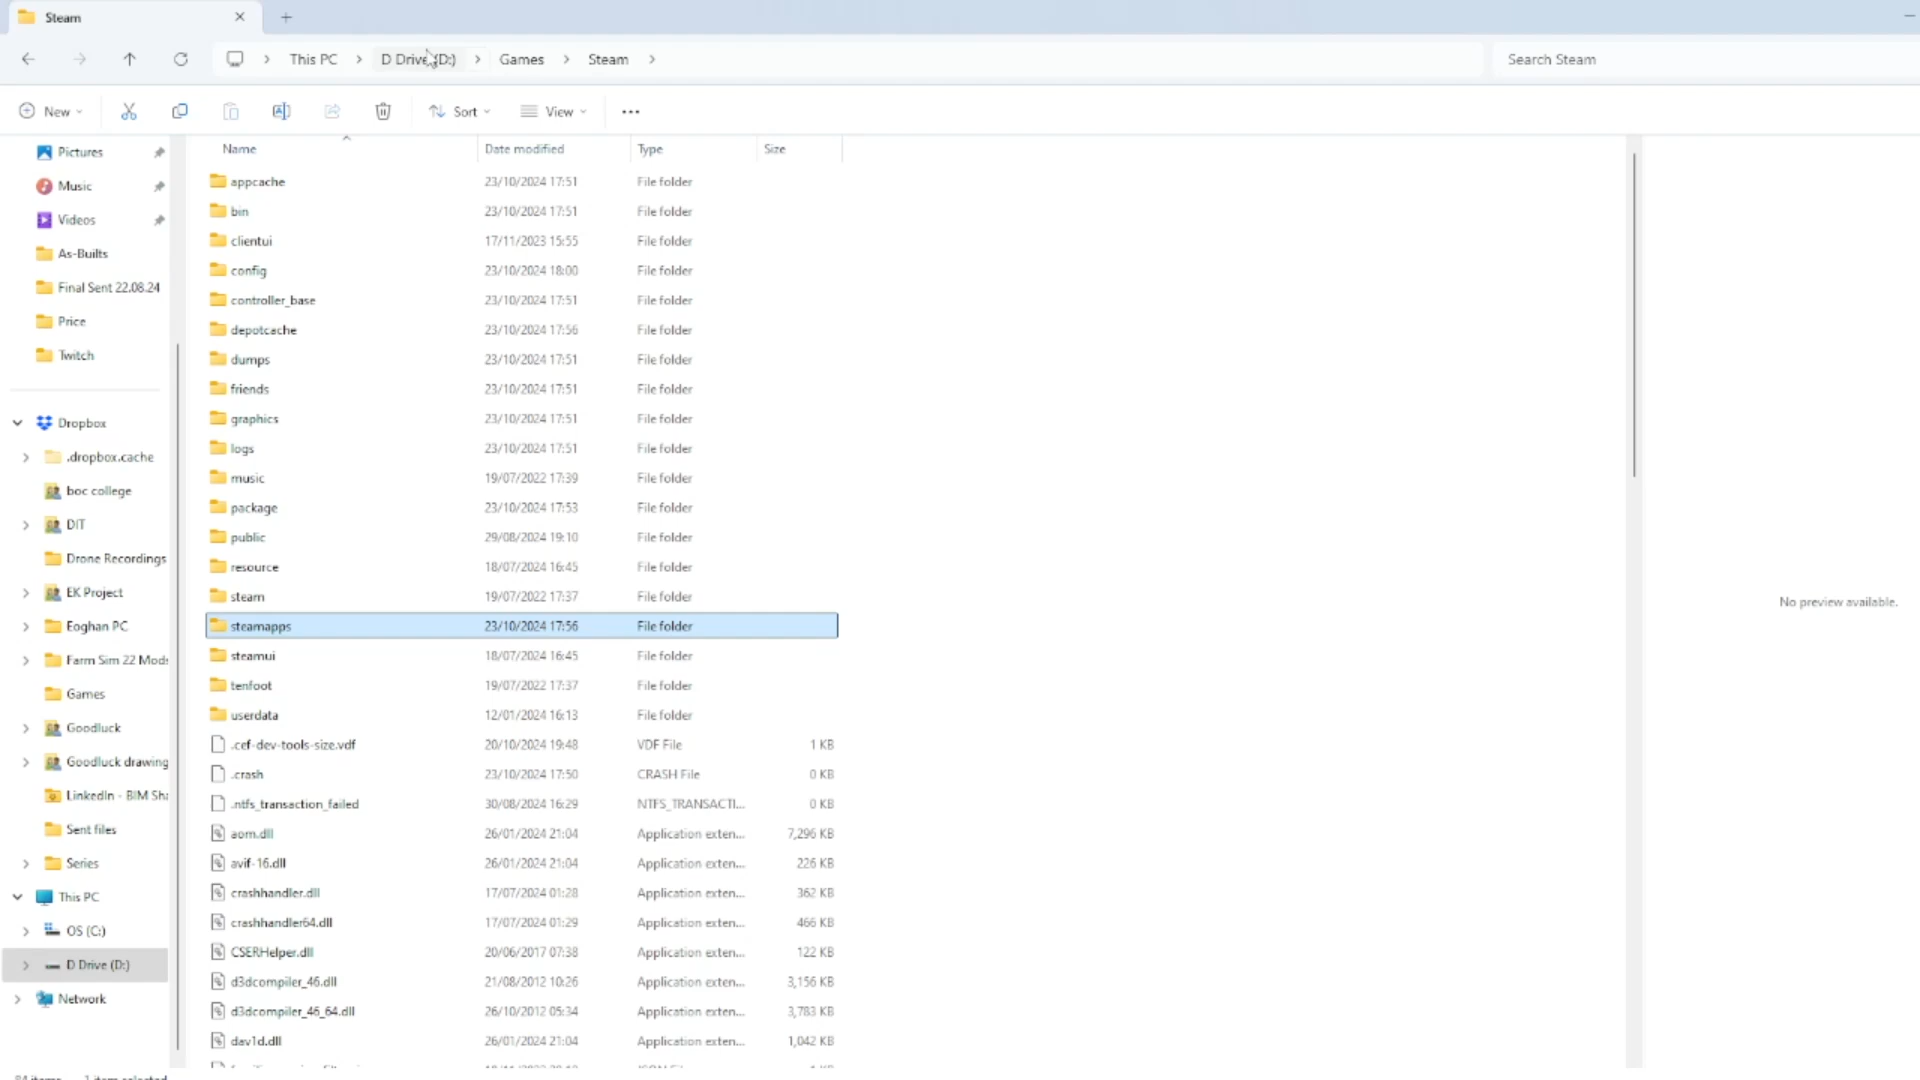 Steam
This PC > D Drive (D:) > Games > Steam >
Search Steam
New
Sort
View
Pictures
Music
Videos
As-Builts
Final Sent 22.08.24
Price
Twitch
Dropbox
.dropbox.cache
boc college
DIT
Drone Recordings
EK Project
Eoghan PC
Farm Sim 22 Mods
Games
Goodluck
Goodluck drawing
LinkedIn - BIM Sha
Sent files
Series
This PC
OS (C:)
D Drive (D:)
Network
Name Date modified Type Size
appcache 23/10/2024 17:51 File folder
bin 23/10/2024 17:51 File folder
clientui 17/11/2023 15:55 File folder
config 23/10/2024 18:00 File folder
controller_base 23/10/2024 17:51 File folder
depotcache 23/10/2024 17:56 File folder
dumps 23/10/2024 17:51 File folder
friends 23/10/2024 17:51 File folder
graphics 23/10/2024 17:51 File folder
logs 23/10/2024 17:51 File folder
music 19/07/2022 17:39 File folder
package 23/10/2024 17:53 File folder
public 29/08/2024 19:10 File folder
resource 18/07/2024 16:45 File folder
steam 19/07/2022 17:37 File folder
steamapps 23/10/2024 17:56 File folder
steamui 18/07/2024 16:45 File folder
tenfoot 19/07/2022 17:37 File folder
userdata 12/01/2024 16:13 File folder
.cef-dev-tools-size.vdf 20/10/2024 19:48 VDF File 1 KB
.crash 23/10/2024 17:50 CRASH File 0 KB
.ntfs_transaction_failed 30/08/2024 16:29 NTFS_TRANSACTI... 0 KB
aom.dll 26/01/2024 21:04 Application exten... 7,296 KB
avif-16.dll 26/01/2024 21:04 Application exten... 226 KB
crashhandler.dll 17/07/2024 01:28 Application exten... 362 KB
crashhandler64.dll 17/07/2024 01:29 Application exten... 466 KB
CSERHelper.dll 20/06/2017 07:38 Application exten... 122 KB
d3dcompiler_46.dll 21/08/2012 10:26 Application exten... 3,156 KB
d3dcompiler_46_64.dll 26/10/2012 05:34 Application exten... 3,783 KB
dav1d.dll 26/01/2024 21:04 Application exten... 1,042 KB
No preview available.
84 items 1 item selected